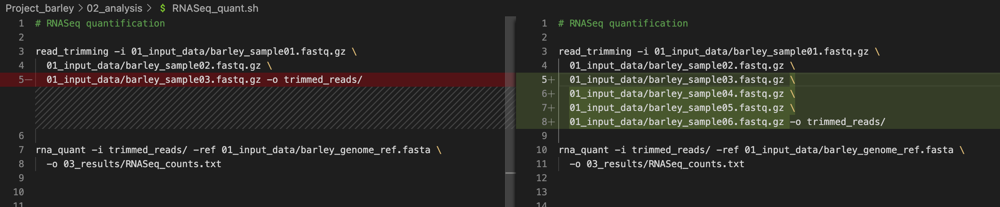 Project_barley > 02_analysis > $ RNASeq_quant.sh
1 # RNASeq quantification
2
3 read_trimming -i 01_input_data/barley_sample01.fastq.gz \
4 01_input_data/barley_sample02.fastq.gz \
5— 01_input_data/barley_sample03.fastq.gz -o trimmed_reads/
6
7 rna_quant -i trimmed_reads/ -ref 01_input_data/barley_genome_ref.fasta \
8 -o 03_results/RNASeq_counts.txt
9
10
11
1 # RNASeq quantification
2
3 read_trimming -i 01_input_data/barley_sample01.fastq.gz \
4 01_input_data/barley_sample02.fastq.gz \
5+ 01_input_data/barley_sample03.fastq.gz \
6+ 01_input_data/barley_sample04.fastq.gz \
7+ 01_input_data/barley_sample05.fastq.gz \
8+ 01_input_data/barley_sample06.fastq.gz -o trimmed_reads/
9
10 rna_quant -i trimmed_reads/ -ref 01_input_data/barley_genome_ref.fasta \
11 -o 03_results/RNASeq_counts.txt
12
13
14